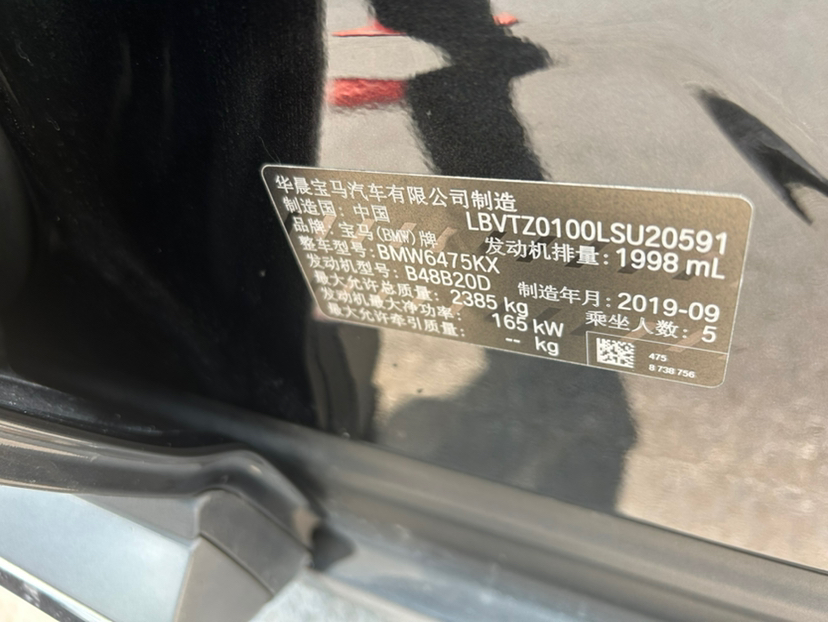 华晨宝马汽车有限公司制造
制造国: 中国 LBVTZ0100LSU20591
品牌: 宝马(BMW)牌 发动机排量: 1998 mL
整车型号: BMW6475KX
发动机型号: B48B20D 制造年月: 2019-09
最大允许总质量: 2385 kg 乘坐人数: 5
发动机最大净功率: 165 kW
最大允许牵引质量: -- kg
475
8 738 756